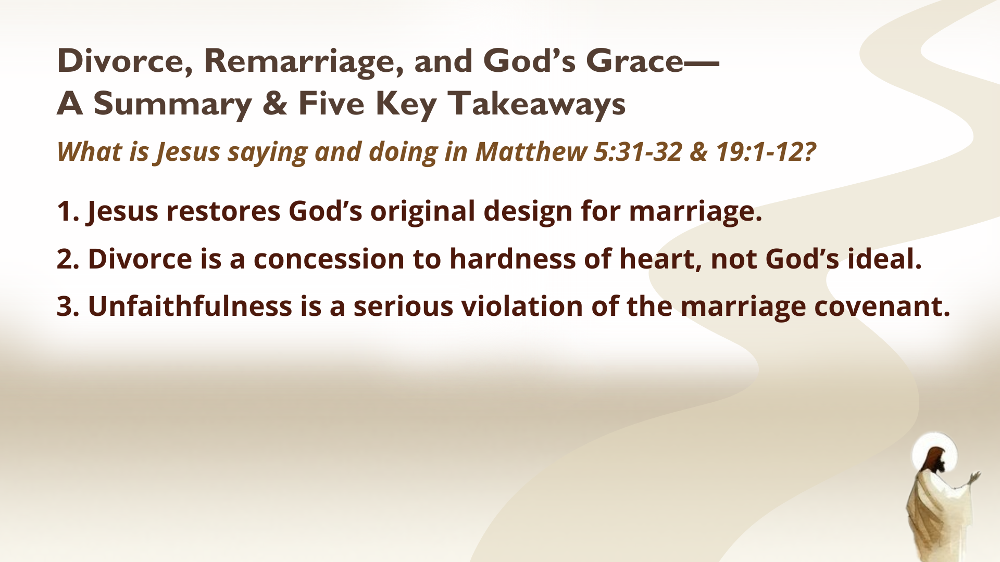 Divorce, Remarriage, and God’s Grace—
A Summary & Five Key Takeaways
What is Jesus saying and doing in Matthew 5:31-32 & 19:1-12?
1. Jesus restores God’s original design for marriage.
2. Divorce is a concession to hardness of heart, not God’s ideal.
3. Unfaithfulness is a serious violation of the marriage covenant.